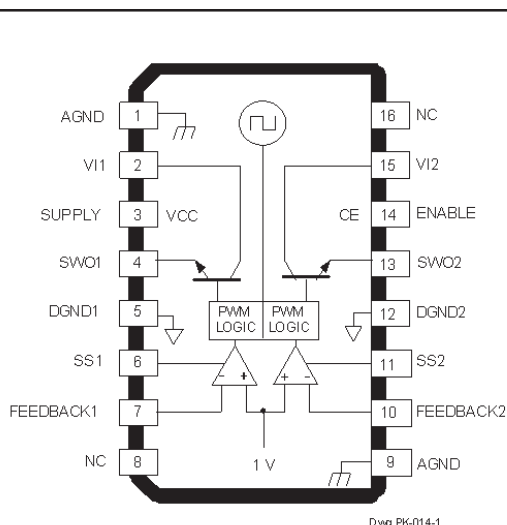 AGND 1 16 NC
VI1 2 15 VI2
SUPPLY 3 VCC CE 14 ENABLE
SWO1 4 13 SWO2
DGND1 5 PWM LOGIC PWM LOGIC 12 DGND2
SS1 6 - + + - 11 SS2
FEEDBACK1 7 10 FEEDBACK2
NC 8 1 V 9 AGND
Dwg PK-014-1